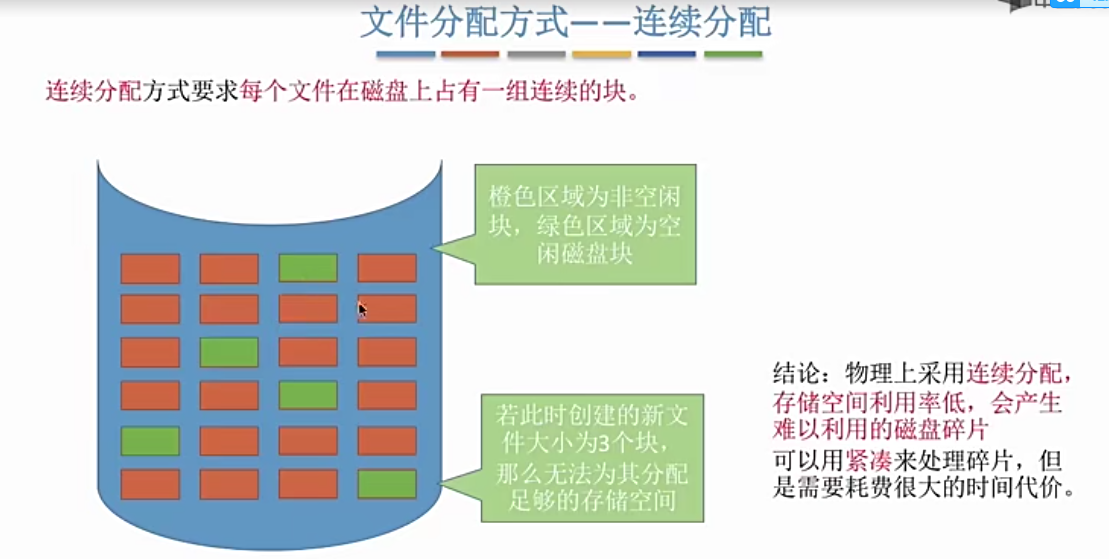 文件分配方式——连续分配
连续分配方式要求每个文件在磁盘上占有一组连续的块。
橙色区域为非空闲
块，绿色区域为空
闲磁盘块
若此时创建的新文
件大小为3个块，
那么无法为其分配
足够的存储空间
结论：物理上采用连续分配，
存储空间利用率低，会产生
难以利用的磁盘碎片
可以用紧凑来处理碎片，但
是需要耗费很大的时间代价。